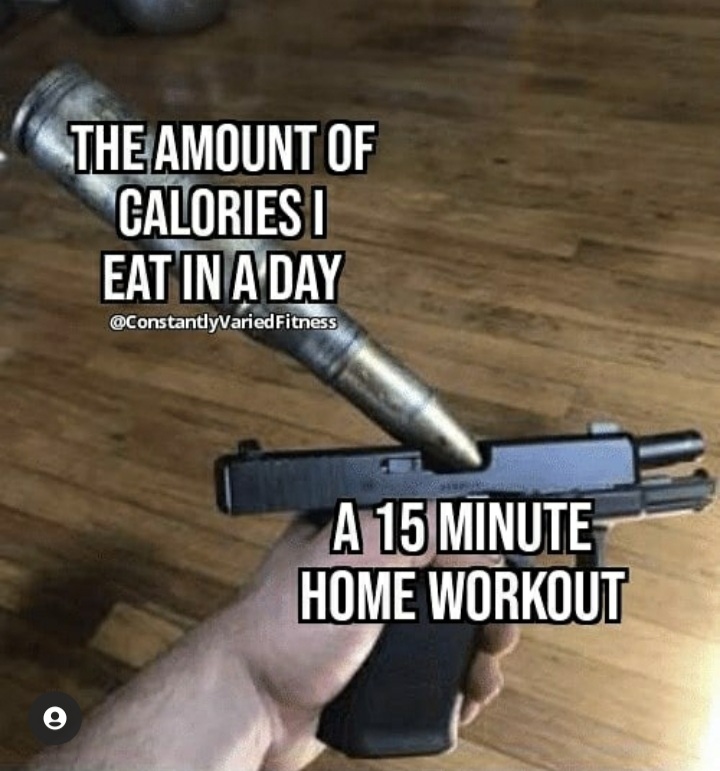 THE AMOUNT OF
CALORIES I
EAT IN A DAY
@ConstantlyVariedFitness
A 15 MINUTE
HOME WORKOUT